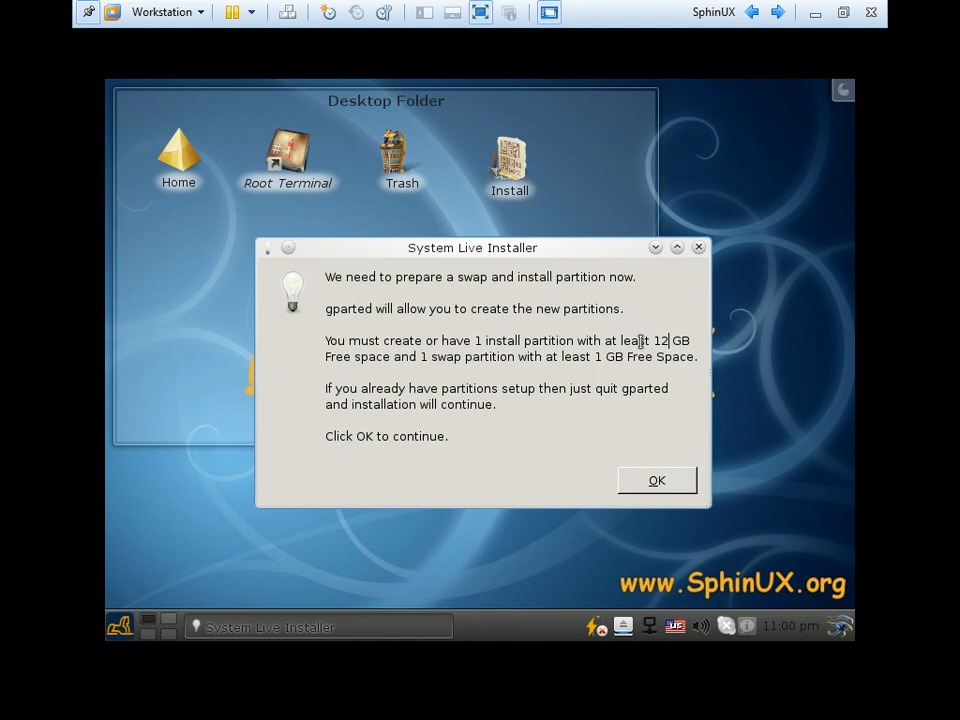 Workstation
SphinUX
Desktop Folder
Home
Root Terminal
Trash
Install
System Live Installer
We need to prepare a swap and install partition now.
gparted will allow you to create the new partitions.
You must create or have 1 install partition with at least 12 GB
Free space and 1 swap partition with at least 1 GB Free Space.
If you already have partitions setup then just quit gparted
and installation will continue.
Click OK to continue.
OK
www.SphinUX.org
System Live Installer
US
11:00 pm